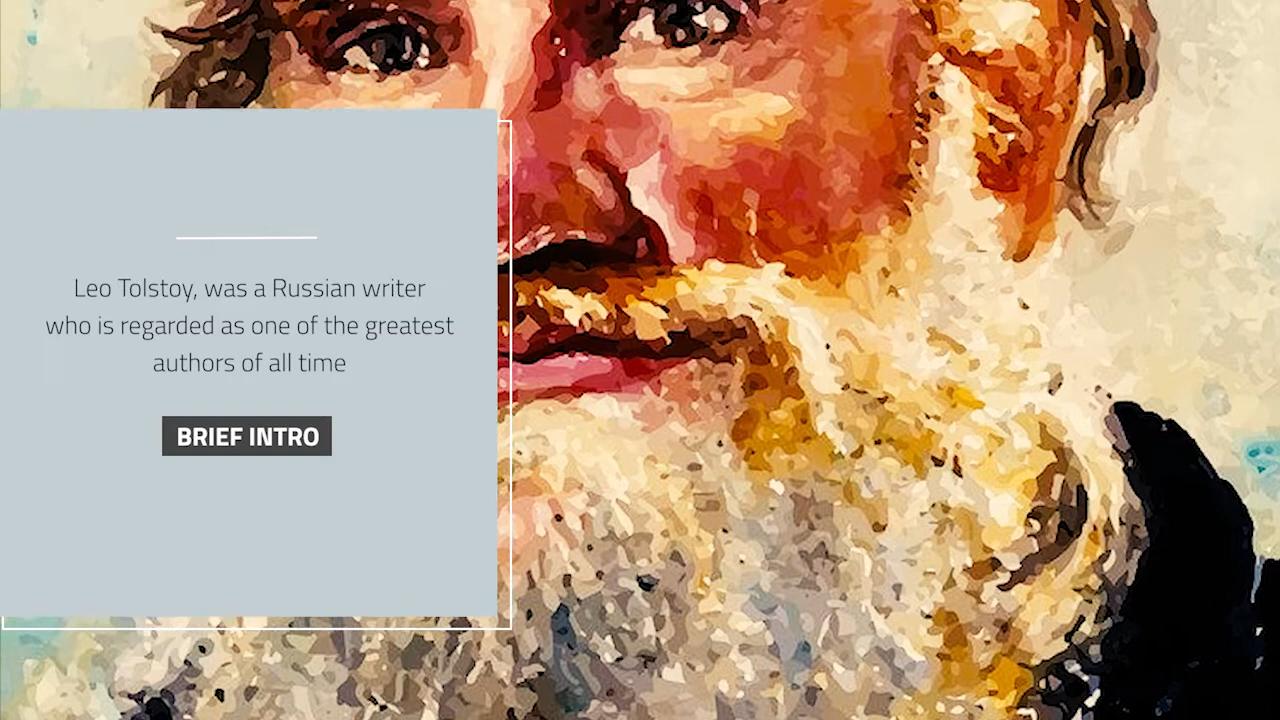 Leo Tolstoy, was a Russian writer
who is regarded as one of the greatest
authors of all time
BRIEF INTRO